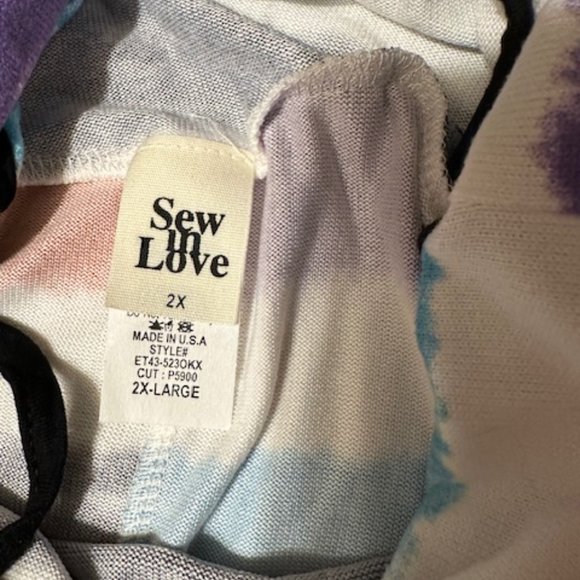 Sew
in
Love
2X
MADE IN U.S.A
STYLE#
ET43-523OKX
CUT : P5900
2X-LARGE